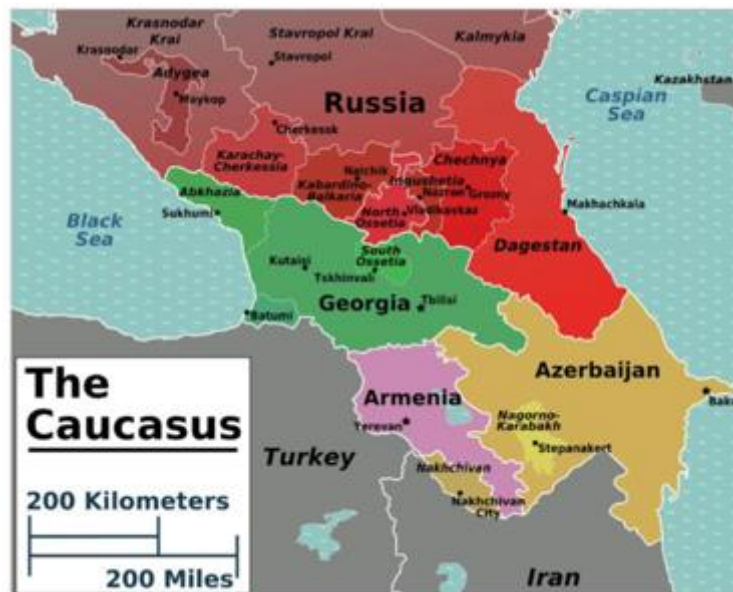 Krasnodar
Krai
Krasnodar
Adygea
Maykop
Stavropol Krai
Stavropol
Kalmykia
Kazakhstan
Caspian
Sea
Russia
Cherkessk
Karachay-
Cherkessia
Nalchik
Kabardino-
Balkaria
Chechnya
Ingushetia
Nazran
Grozny
North
Ossetia
Vladikavkaz
Makhachkala
Dagestan
Abkhazia
Sukhumi
Black
Sea
Kutaisi
South
Ossetia
Tskhinvali
Georgia
Tbilisi
Batumi
Azerbaijan
Armenia
Yerevan
Baku
Nagorno-
Karabakh
Stepanakert
Nakhchivan
Nakhchivan
City
Turkey
Iran
The
Caucasus
200 Kilometers
200 Miles